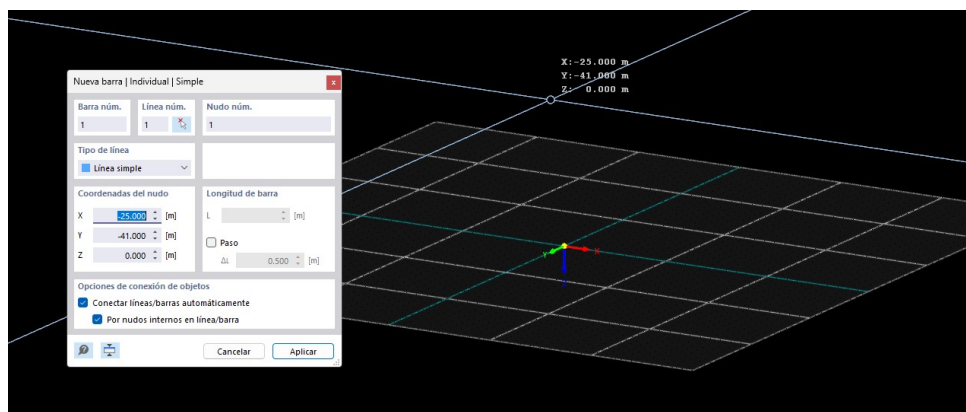 X:-25.000 m
Y:-41.000 m
Z: 0.000 m
Nueva barra | Individual | Simple
Barra núm. Línea núm. Nudo núm.
1 1 1
Tipo de línea
Línea simple
Coordenadas del nudo Longitud de barra
X -25.000 [m] L [m]
Y -41.000 [m] Paso
Z 0.000 [m] ΔL 0.500 [m]
Opciones de conexión de objetos
Conectar líneas/barras automáticamente
Por nudos internos en línea/barra
Cancelar Aplicar
Y X